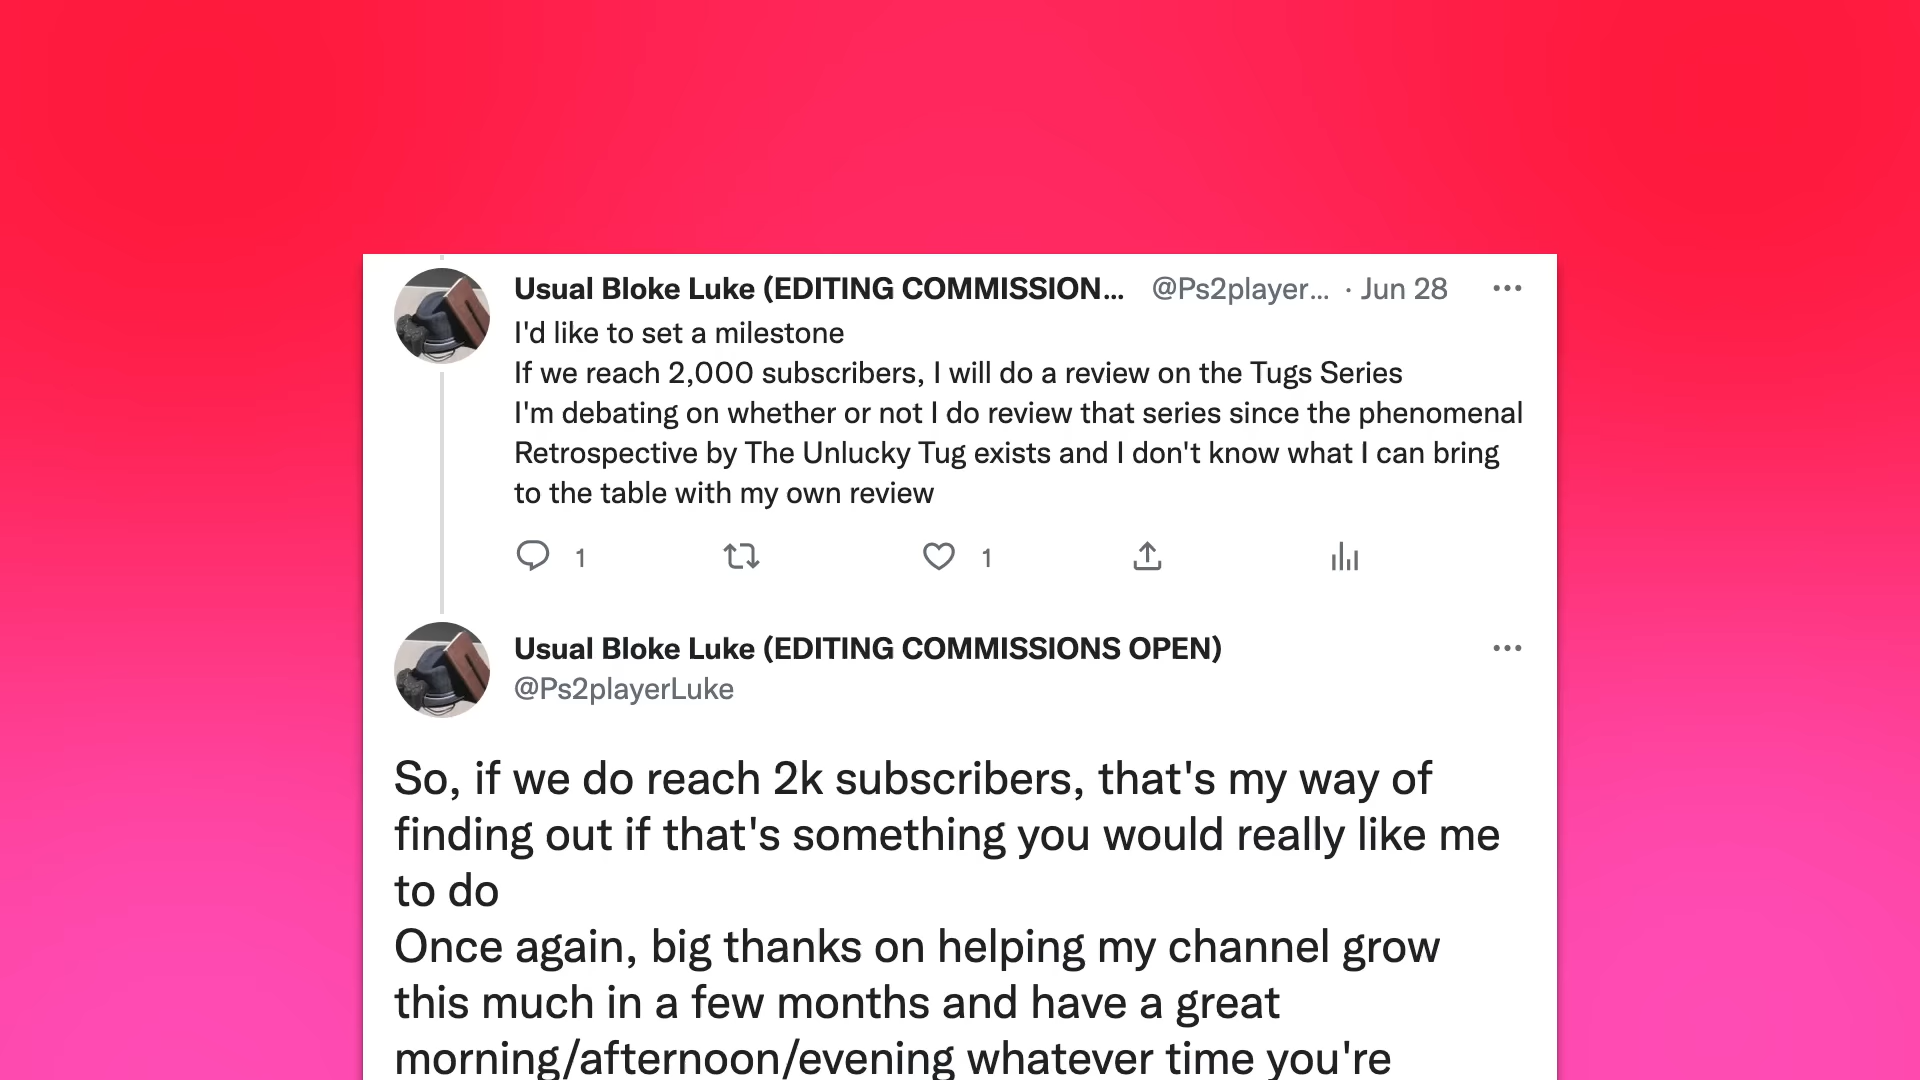 Usual Bloke Luke (EDITING COMMISSION... @Ps2player... · Jun 28
I'd like to set a milestone
If we reach 2,000 subscribers, I will do a review on the Tugs Series
I'm debating on whether or not I do review that series since the phenomenal
Retrospective by The Unlucky Tug exists and I don't know what I can bring
to the table with my own review
1 1
Usual Bloke Luke (EDITING COMMISSIONS OPEN)
@Ps2playerLuke
So, if we do reach 2k subscribers, that's my way of
finding out if that's something you would really like me
to do
Once again, big thanks on helping my channel grow
this much in a few months and have a great
morning/afternoon/evening whatever time you're